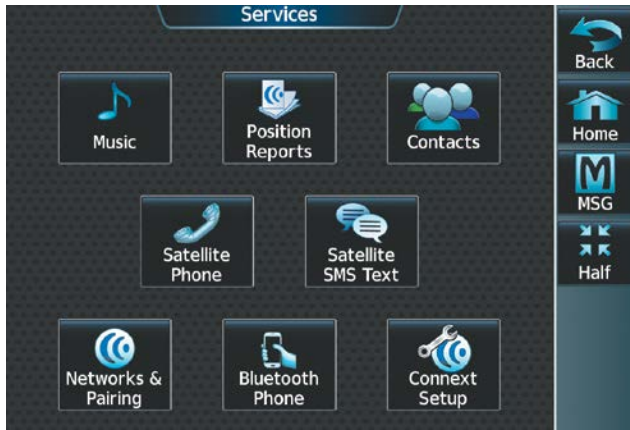 Services
Back
Music
Position
Reports
Contacts
Home
MSG
Satellite
Phone
Satellite
SMS Text
Half
Networks &
Pairing
Bluetooth
Phone
Connext
Setup